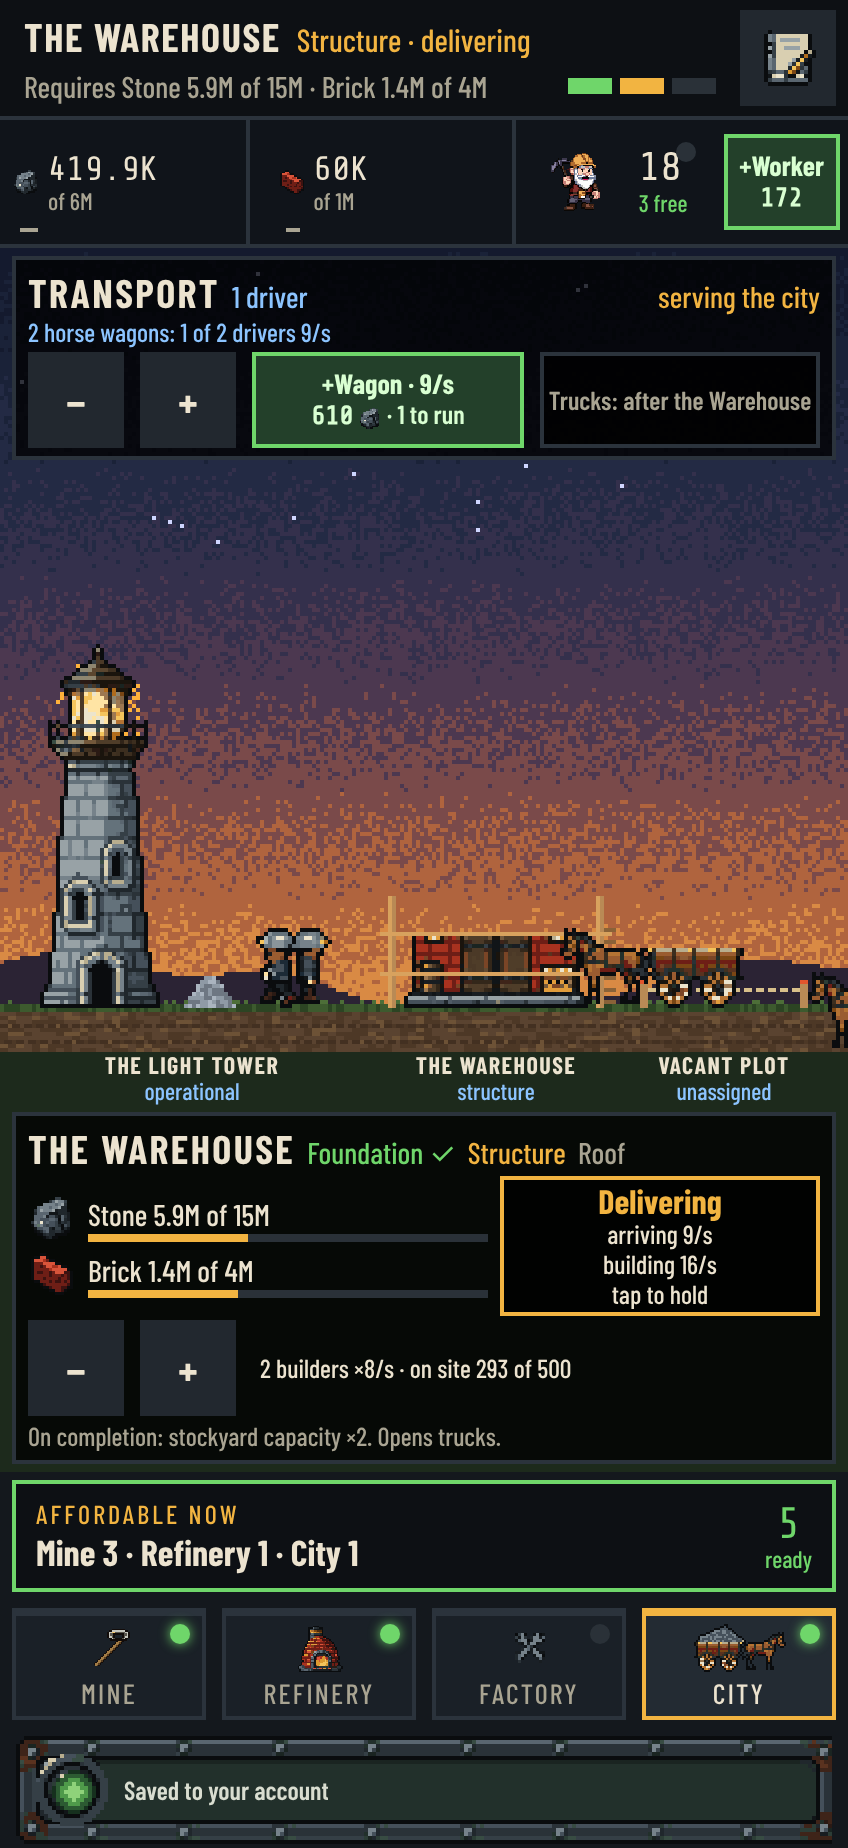 THE WAREHOUSE Structure · delivering
Requires Stone 5.9M of 15M · Brick 1.4M of 4M
419.9K
of 6M
60K
of 1M
18
3 free
+Worker
172
TRANSPORT 1 driver
serving the city
2 horse wagons: 1 of 2 drivers 9/s
−
+
+Wagon · 9/s
610 · 1 to run
Trucks: after the Warehouse
THE LIGHT TOWER
operational
THE WAREHOUSE
structure
VACANT PLOT
unassigned
THE WAREHOUSE Foundation ✓ Structure Roof
Stone 5.9M of 15M
Brick 1.4M of 4M
Delivering
arriving 9/s
building 16/s
tap to hold
−
+
2 builders ×8/s · on site 293 of 500
On completion: stockyard capacity ×2. Opens trucks.
AFFORDABLE NOW
Mine 3 · Refinery 1 · City 1
5
ready
MINE
REFINERY
FACTORY
CITY
Saved to your account